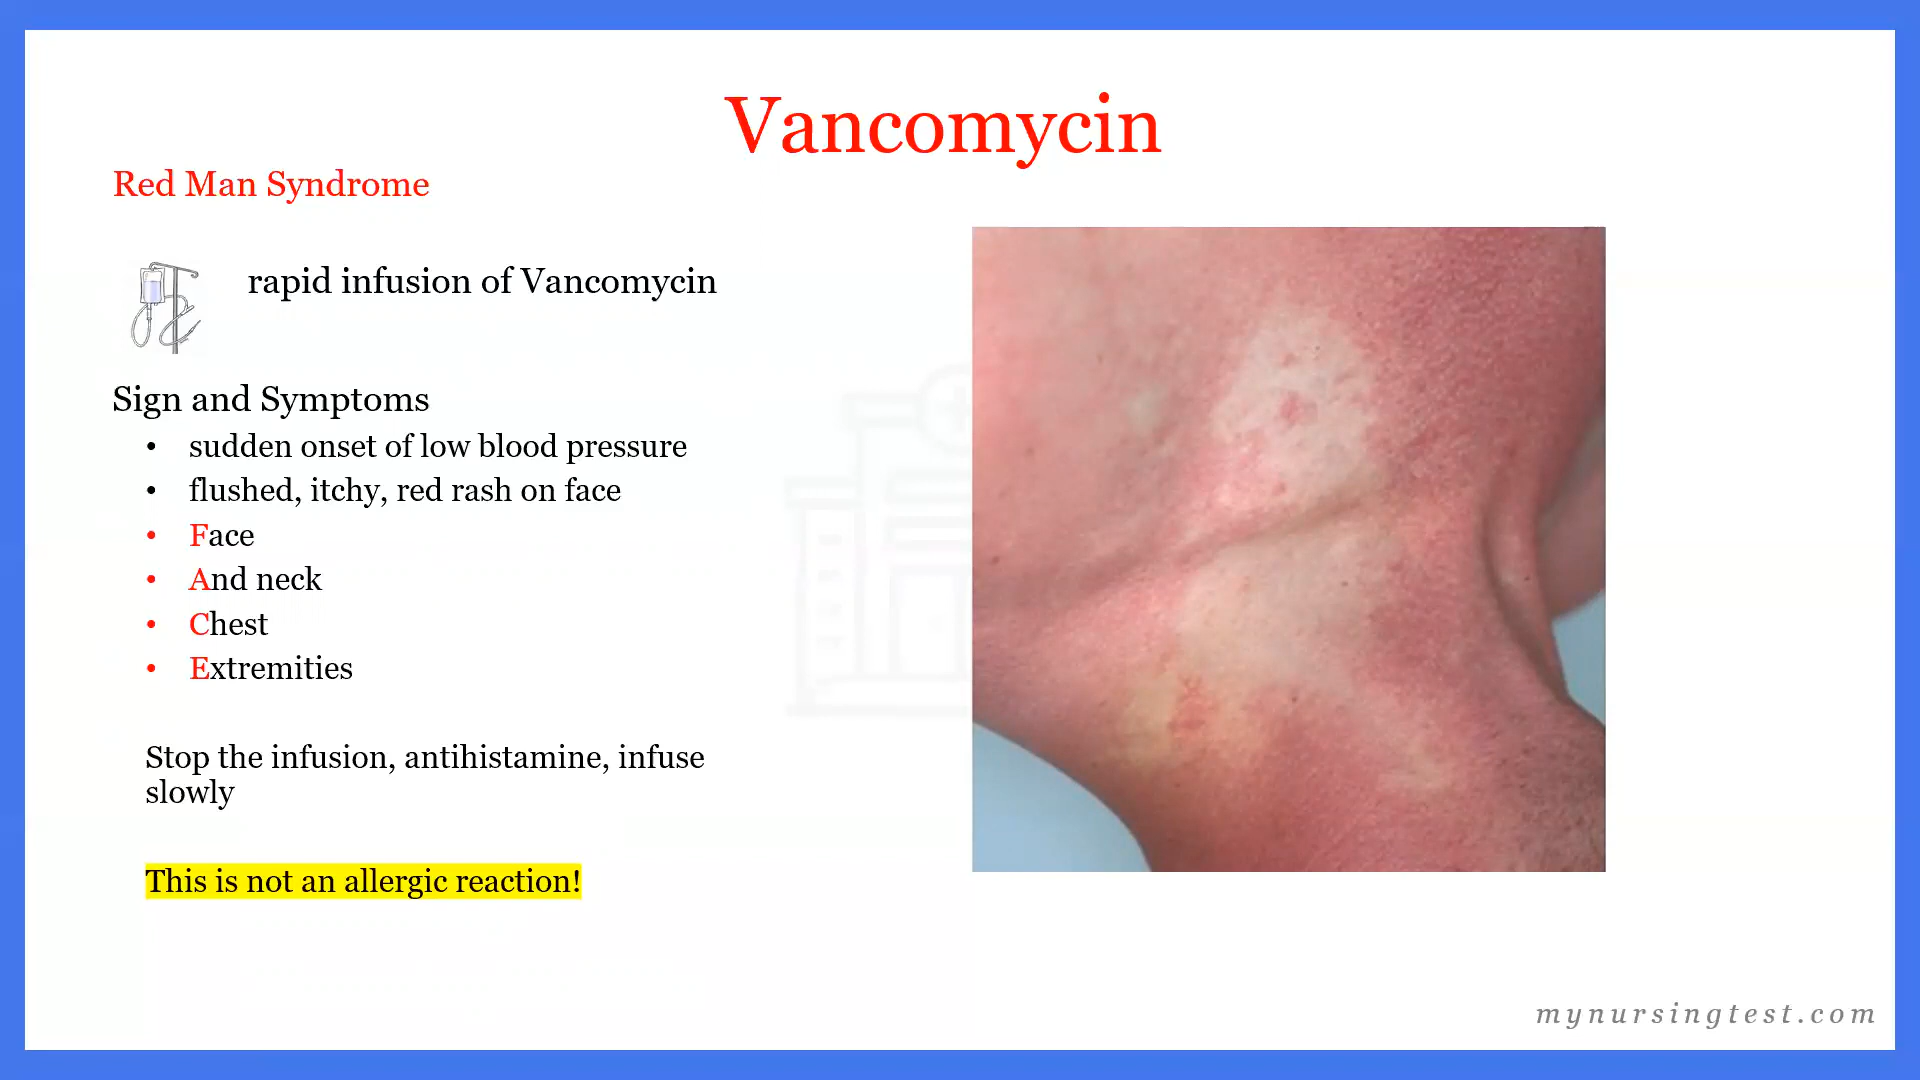 Vancomycin
Red Man Syndrome
rapid infusion of Vancomycin
Sign and Symptoms
• sudden onset of low blood pressure
• flushed, itchy, red rash on face
• Face
• And neck
• Chest
• Extremities
Stop the infusion, antihistamine, infuse
slowly
This is not an allergic reaction!
mynursingtest.com